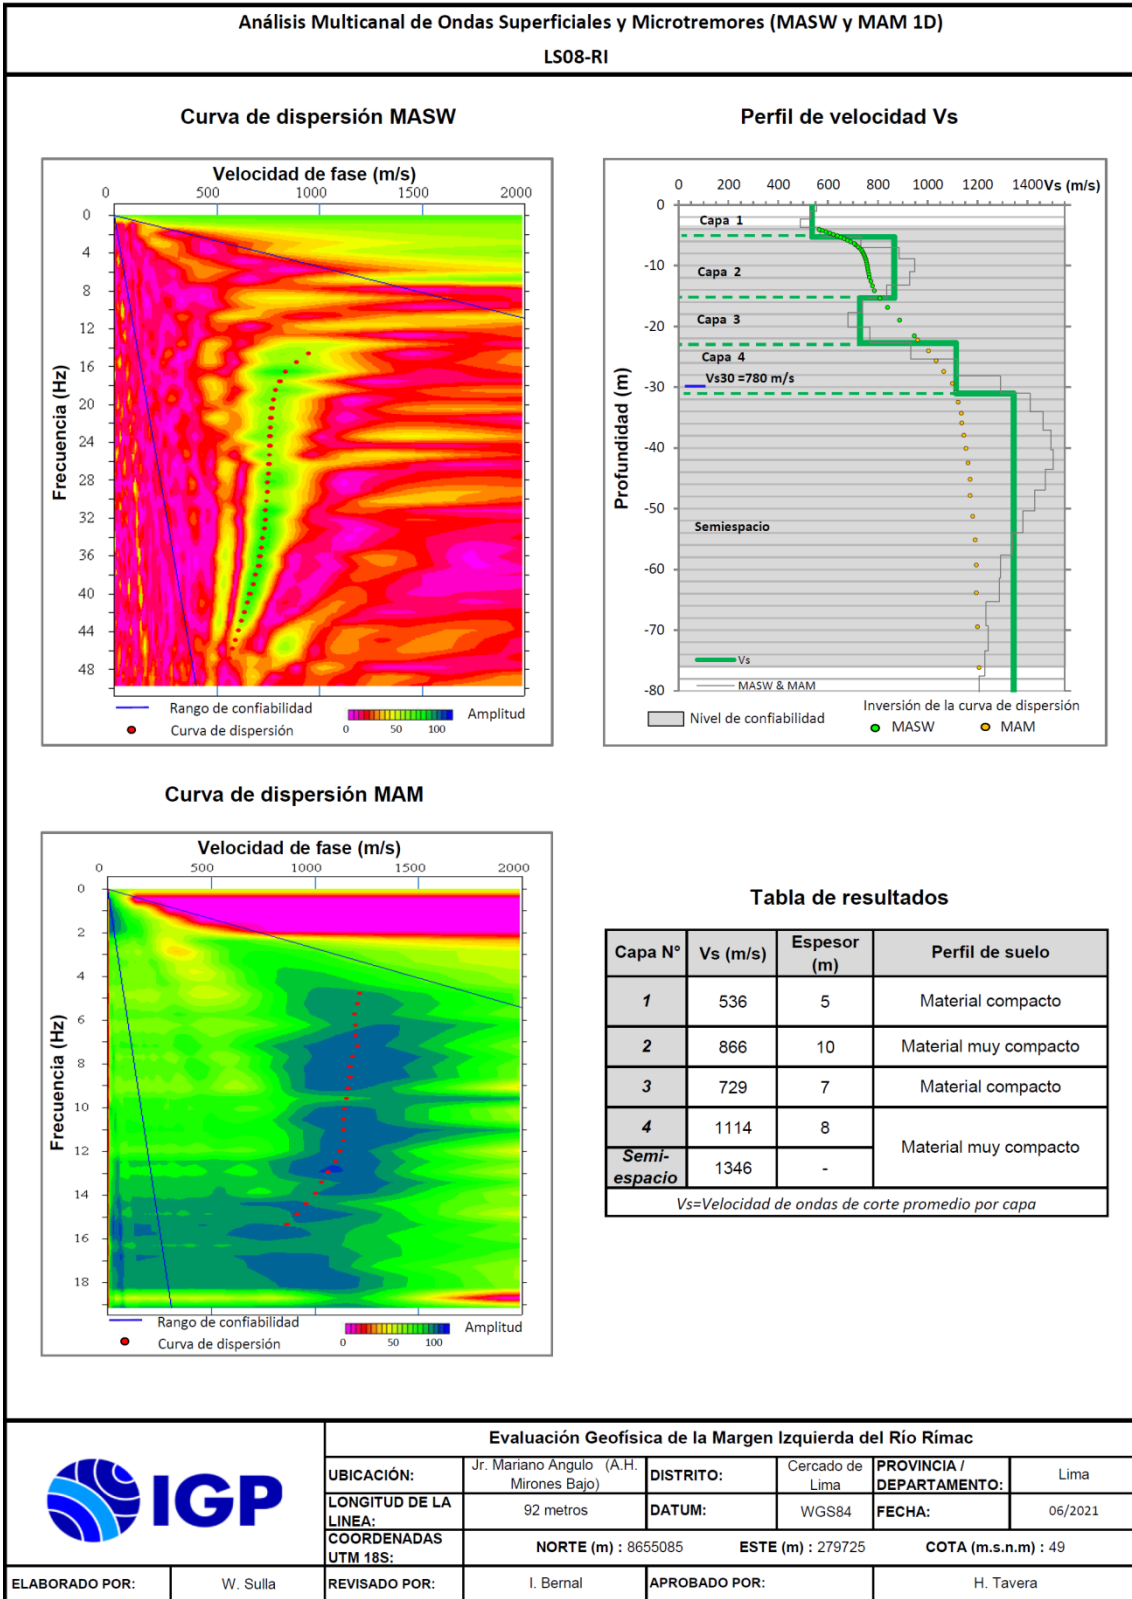 Análisis Multicanal de Ondas Superficiales y Microtremores (MASW y MAM 1D)
LS08-RI
Curva de dispersión MASW
Velocidad de fase (m/s)
0 500 1000 1500 2000
Frecuencia (Hz)
0
4
8
12
16
20
24
28
32
36
40
44
48
Rango de confiabilidad
Curva de dispersión
0 50 100
Amplitud
Perfil de velocidad Vs
0 200 400 600 800 1000 1200 1400 Vs (m/s)
Profundidad (m)
0
-10
-20
-30
-40
-50
-60
-70
-80
Capa 1
Capa 2
Capa 3
Capa 4
Vs30 =780 m/s
Semiespacio
Vs
MASW & MAM
Nivel de confiabilidad
Inversión de la curva de dispersión
MASW MAM
Curva de dispersión MAM
Velocidad de fase (m/s)
0 500 1000 1500 2000
Frecuencia (Hz)
0
2
4
6
8
10
12
14
16
18
Rango de confiabilidad
Curva de dispersión
0 50 100
Amplitud
Tabla de resultados
Capa N° Vs (m/s) Espesor (m) Perfil de suelo
1 536 5 Material compacto
2 866 10 Material muy compacto
3 729 7 Material compacto
4 1114 8 Material muy compacto
Semi-espacio 1346 -
Vs=Velocidad de ondas de corte promedio por capa
IGP
Evaluación Geofísica de la Margen Izquierda del Río Rímac
UBICACIÓN: Jr. Mariano Angulo (A.H. Mirones Bajo) DISTRITO: Cercado de Lima PROVINCIA / DEPARTAMENTO: Lima
LONGITUD DE LA LINEA: 92 metros DATUM: WGS84 FECHA: 06/2021
COORDENADAS UTM 18S: NORTE (m) : 8655085 ESTE (m) : 279725 COTA (m.s.n.m) : 49
ELABORADO POR: W. Sulla REVISADO POR: I. Bernal APROBADO POR: H. Tavera